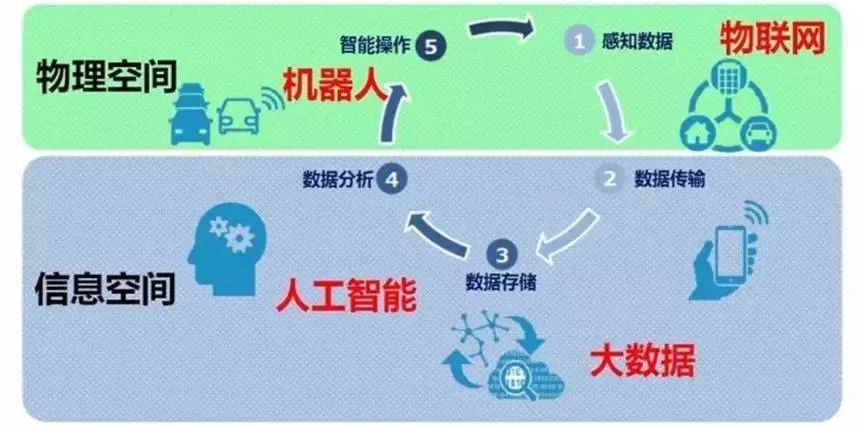 物理空间
机器人
智能操作 5
1 感知数据
物联网
数据分析 4
2 数据传输
3
数据存储
信息空间
人工智能
大数据